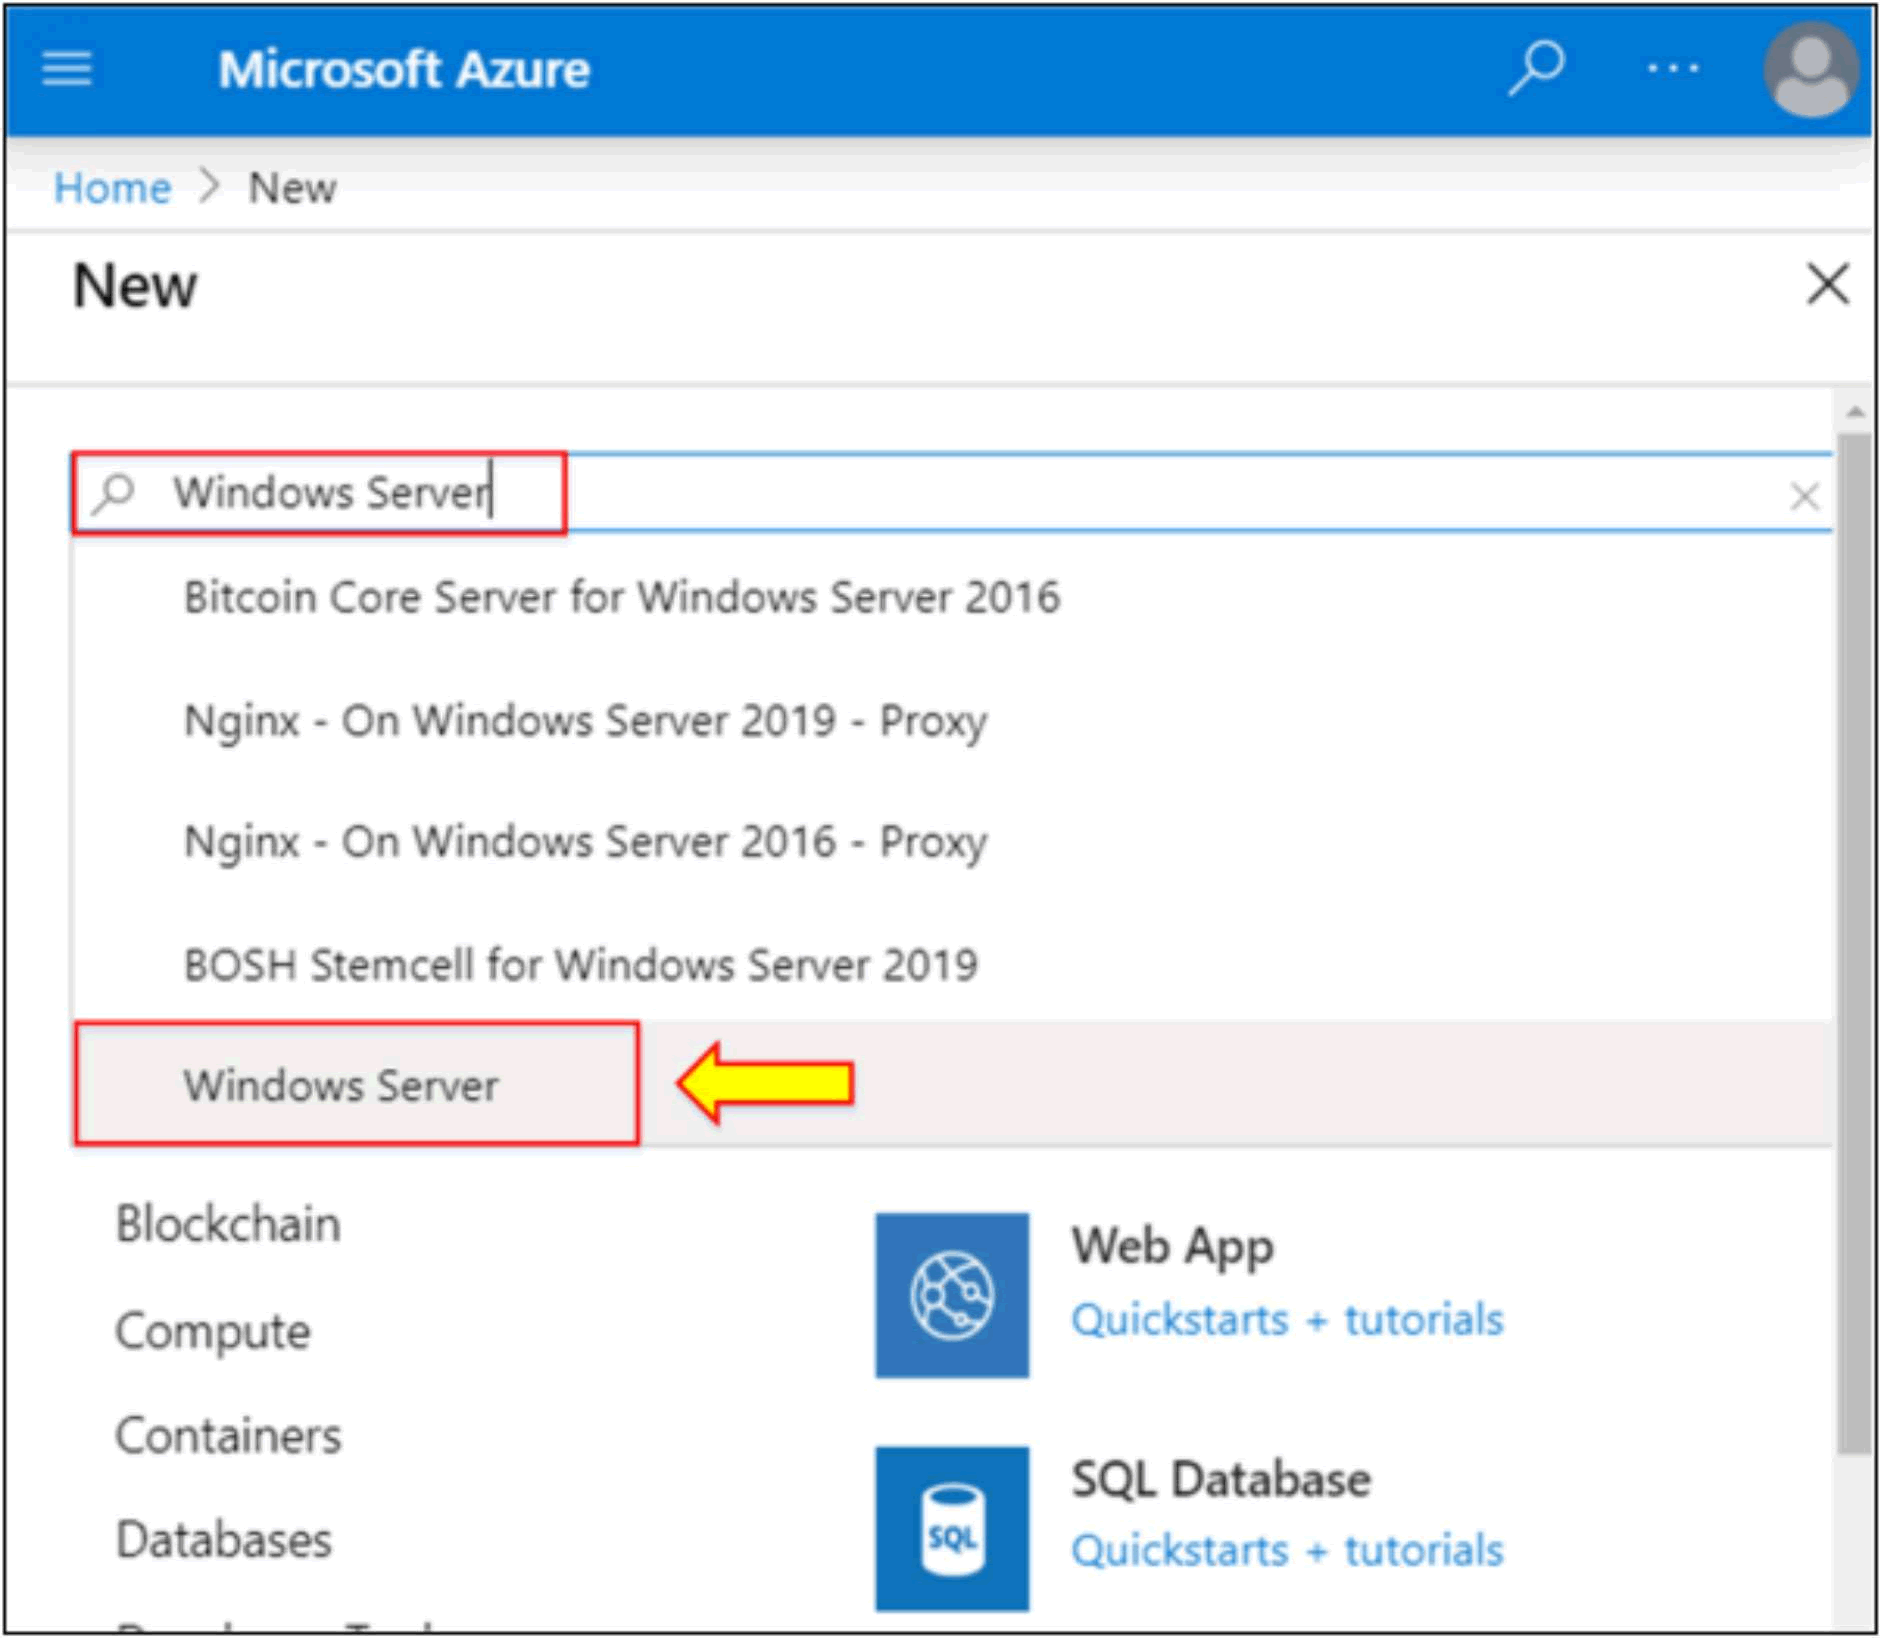 Microsoft Azure
Home > New
New
Windows Server
Bitcoin Core Server for Windows Server 2016
Nginx - On Windows Server 2019 - Proxy
Nginx - On Windows Server 2016 - Proxy
BOSH Stemcell for Windows Server 2019
Windows Server
Blockchain
Compute
Containers
Databases
Web App
Quickstarts + tutorials
SQL
SQL Database
Quickstarts + tutorials